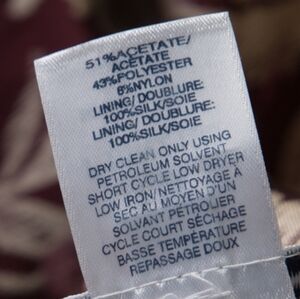 51%ACETATE/
ACETATE
43%POLYESTER
6%NYLON
LINING/ DOUBLURE:
100%SILK/SOIE
LINING/ DOUBLURE:
100%SILK/SOIE
DRY CLEAN ONLY USING
PETROLEUM SOLVENT
SHORT CYCLE LOW DRYER
LOW IRON/ NETTOYAGE A
SEC AU MOYEN D'UN
SOLVANT PÉTROLIER
CYCLE COURT SÉCHAGE
BASSE TEMPÉRATURE
REPASSAGE DOUX